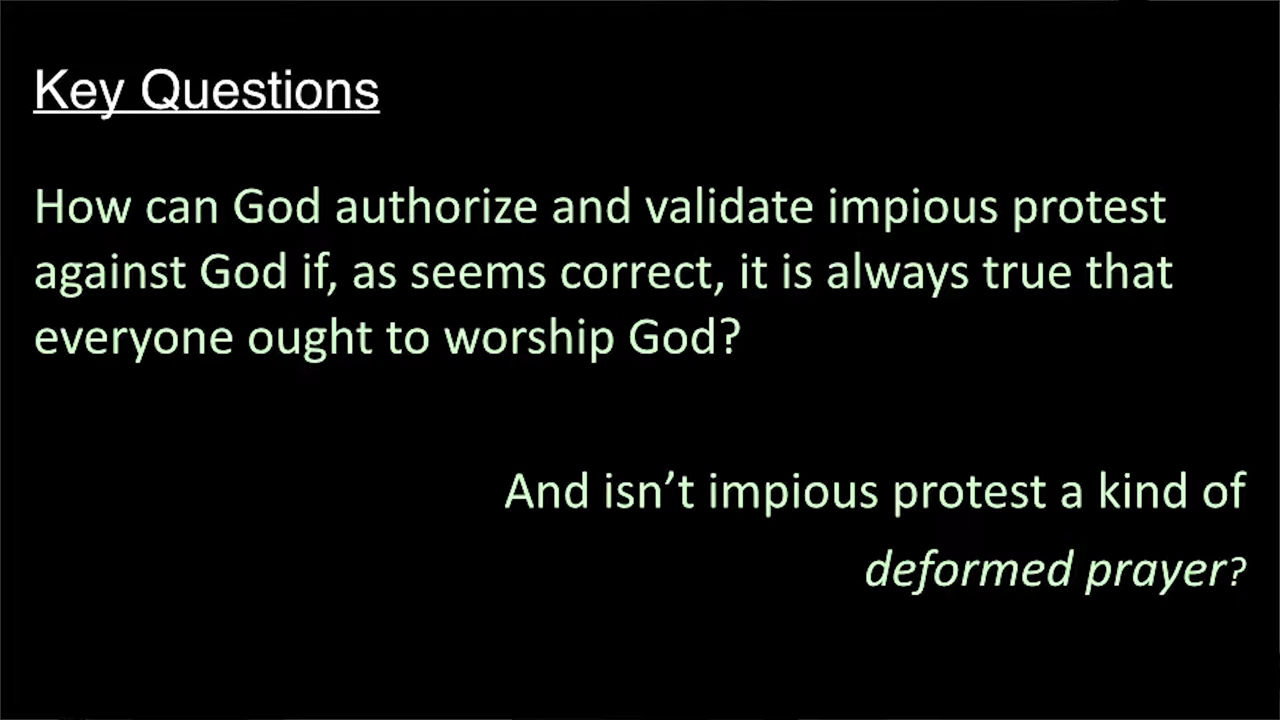 Key Questions
How can God authorize and validate impious protest
against God if, as seems correct, it is always true that
everyone ought to worship God?
And isn’t impious protest a kind of
deformed prayer?